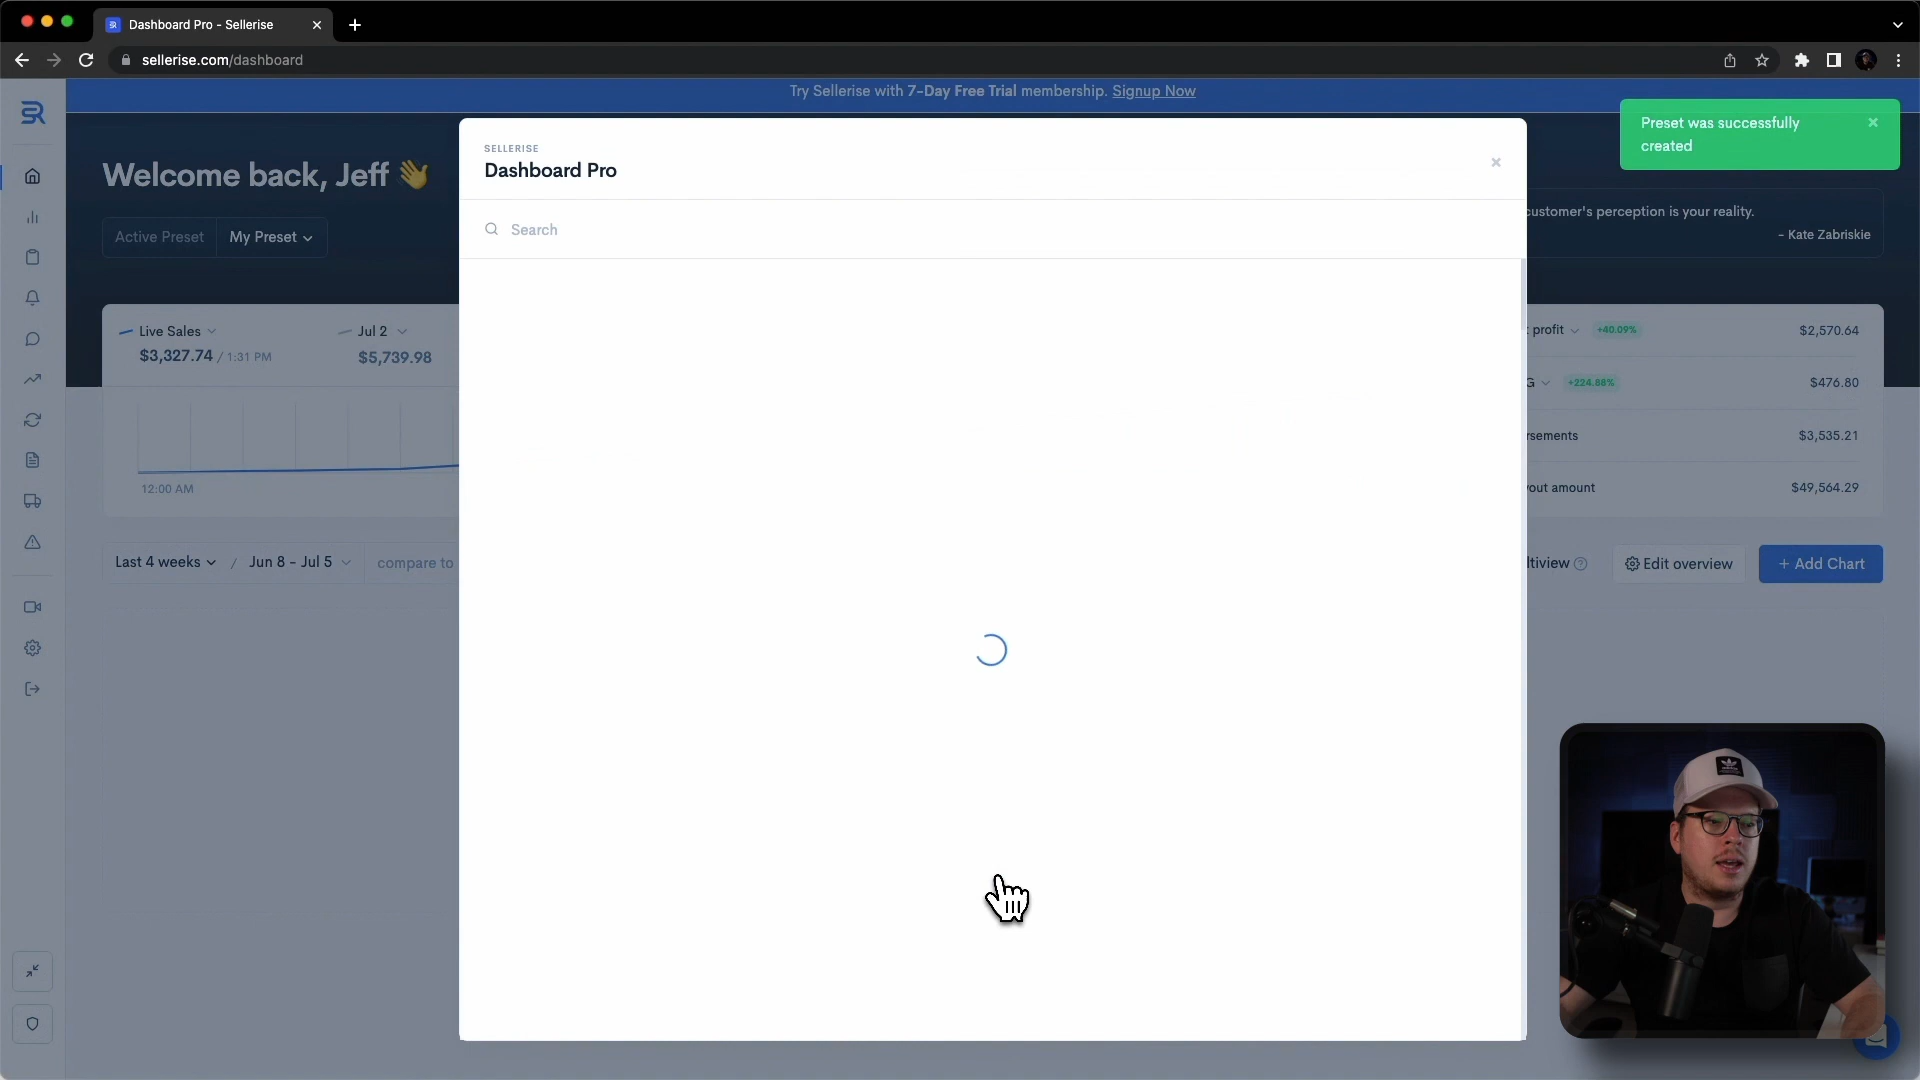 Dashboard Pro - Sellerise
sellerise.com/dashboard
Try Sellerise with 7-Day Free Trial membership. Signup Now
Preset was successfully
created
SELLERISE
Dashboard Pro
Search
Welcome back, Jeff 👋
Active Preset
My Preset
customer's perception is your reality.
- Kate Zabriskie
Live Sales
$3,327.74 / 1:31 PM
Jul 2
$5,739.98
12:00 AM
profit +40.09% $2,570.64
G +224.88% $476.80
rsements $3,535.21
out amount $49,564.29
Last 4 weeks / Jun 8 - Jul 5
compare to
ltiview
Edit overview
+ Add Chart